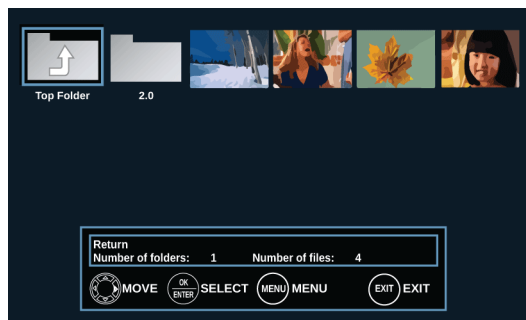 Top Folder 2.0
Return
Number of folders: 1 Number of files: 4
MOVE OK ENTER SELECT MENU MENU EXIT EXIT